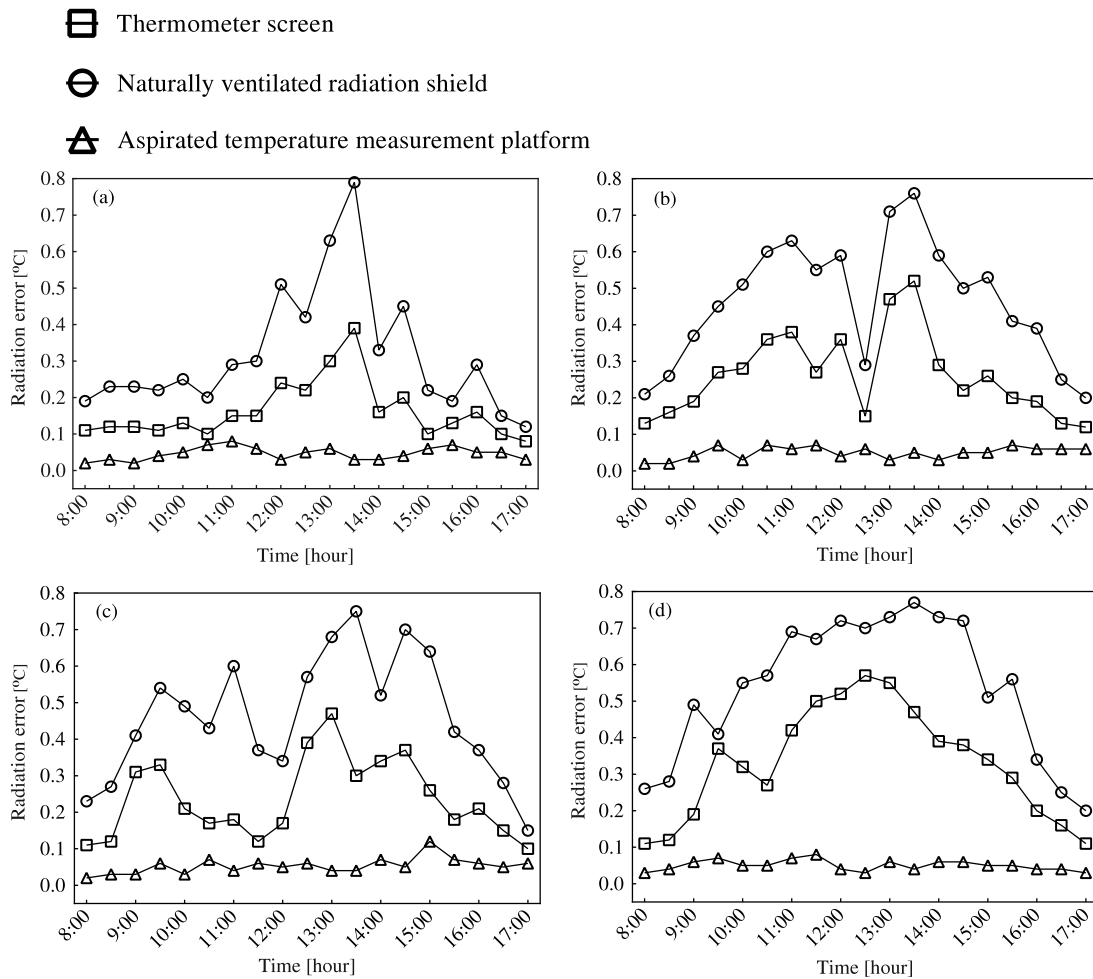 Thermometer screen
Naturally ventilated radiation shield
Aspirated temperature measurement platform
(a)
Radiation error [°C]
0.8
0.7
0.6
0.5
0.4
0.3
0.2
0.1
0.0
8:00 9:00 10:00 11:00 12:00 13:00 14:00 15:00 16:00 17:00
Time [hour]
(b)
Radiation error [°C]
0.8
0.7
0.6
0.5
0.4
0.3
0.2
0.1
0.0
8:00 9:00 10:00 11:00 12:00 13:00 14:00 15:00 16:00 17:00
Time [hour]
(c)
Radiation error [°C]
0.8
0.7
0.6
0.5
0.4
0.3
0.2
0.1
0.0
8:00 9:00 10:00 11:00 12:00 13:00 14:00 15:00 16:00 17:00
Time [hour]
(d)
Radiation error [°C]
0.8
0.7
0.6
0.5
0.4
0.3
0.2
0.1
0.0
8:00 9:00 10:00 11:00 12:00 13:00 14:00 15:00 16:00 17:00
Time [hour]